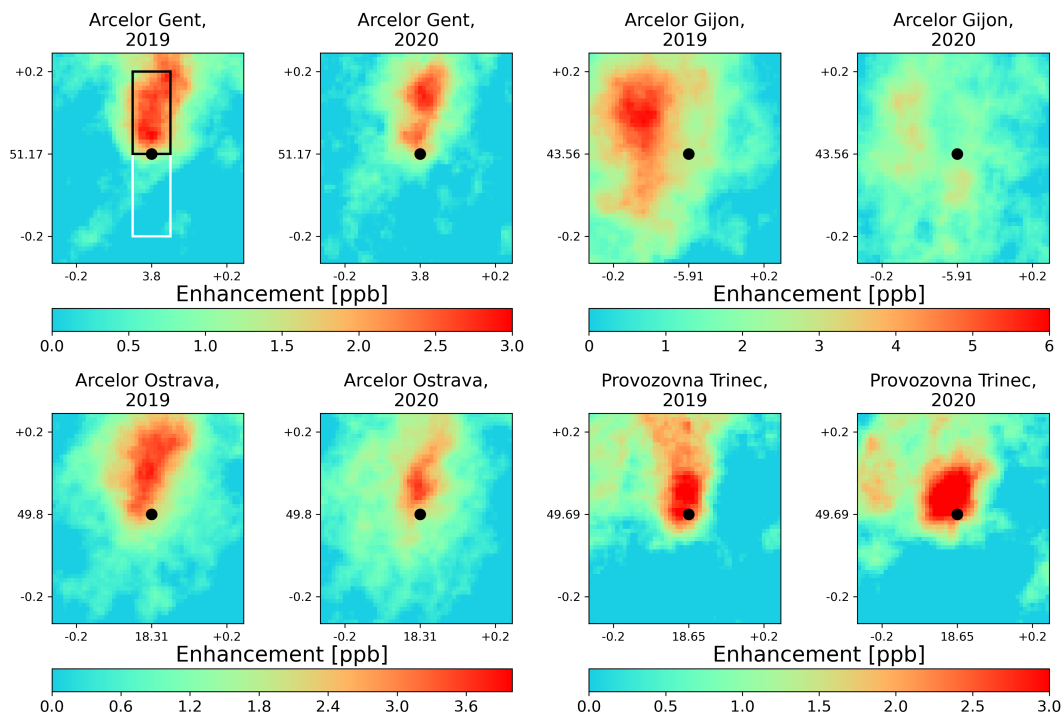 Arcelor Gent,
2019
Arcelor Gent,
2020
Arcelor Gijon,
2019
Arcelor Gijon,
2020
+0.2
51.17
-0.2
-0.2 3.8 +0.2
+0.2
51.17
-0.2
-0.2 3.8 +0.2
+0.2
43.56
-0.2
-0.2 -5.91 +0.2
+0.2
43.56
-0.2
-0.2 -5.91 +0.2
Enhancement [ppb]
0.0 0.5 1.0 1.5 2.0 2.5 3.0
Enhancement [ppb]
0 1 2 3 4 5 6
Arcelor Ostrava,
2019
Arcelor Ostrava,
2020
Provozovna Trinec,
2019
Provozovna Trinec,
2020
+0.2
49.8
-0.2
-0.2 18.31 +0.2
+0.2
49.8
-0.2
-0.2 18.31 +0.2
+0.2
49.69
-0.2
-0.2 18.65 +0.2
+0.2
49.69
-0.2
-0.2 18.65 +0.2
Enhancement [ppb]
0.0 0.6 1.2 1.8 2.4 3.0 3.6
Enhancement [ppb]
0.0 0.5 1.0 1.5 2.0 2.5 3.0